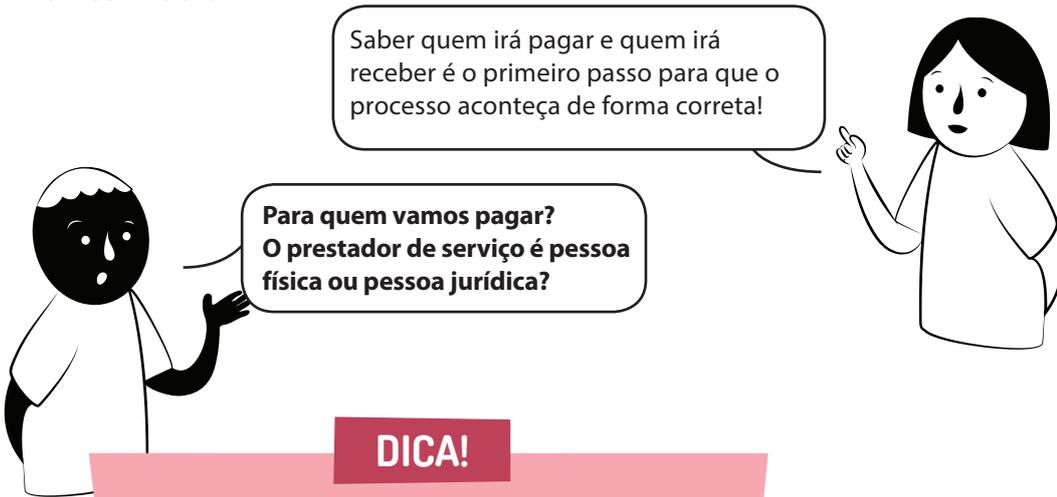 Saber quem irá pagar e quem irá
receber é o primeiro passo para que o
processo aconteça de forma correta!
Para quem vamos pagar?
O prestador de serviço é pessoa
física ou pessoa jurídica?
DICA!